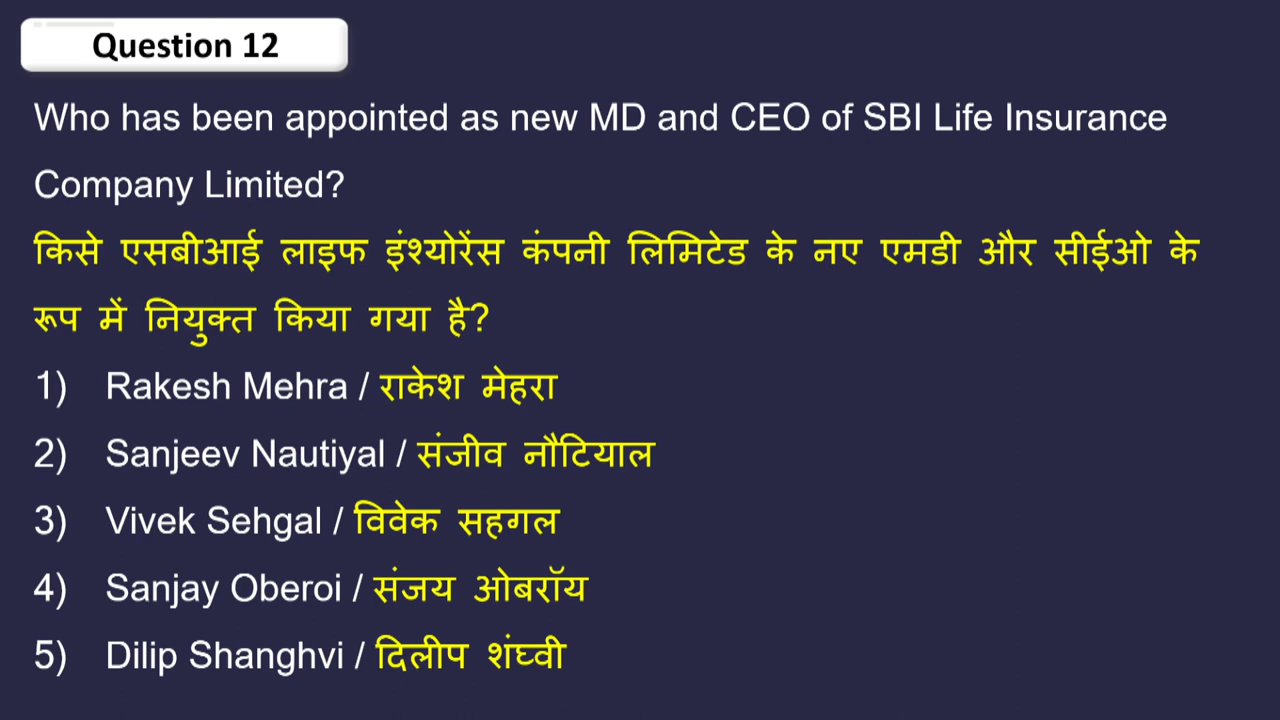 Question 12
Who has been appointed as new MD and CEO of SBI Life Insurance
Company Limited?
किसे एसबीआई लाइफ इंश्योरेंस कंपनी लिमिटेड के नए एमडी और सीईओ के
रूप में नियुक्त किया गया है?
1) Rakesh Mehra / राकेश मेहरा
2) Sanjeev Nautiyal / संजीव नौटियाल
3) Vivek Sehgal / विवेक सहगल
4) Sanjay Oberoi / संजय ओबरॉय
5) Dilip Shanghvi / दिलीप शंघ्वी